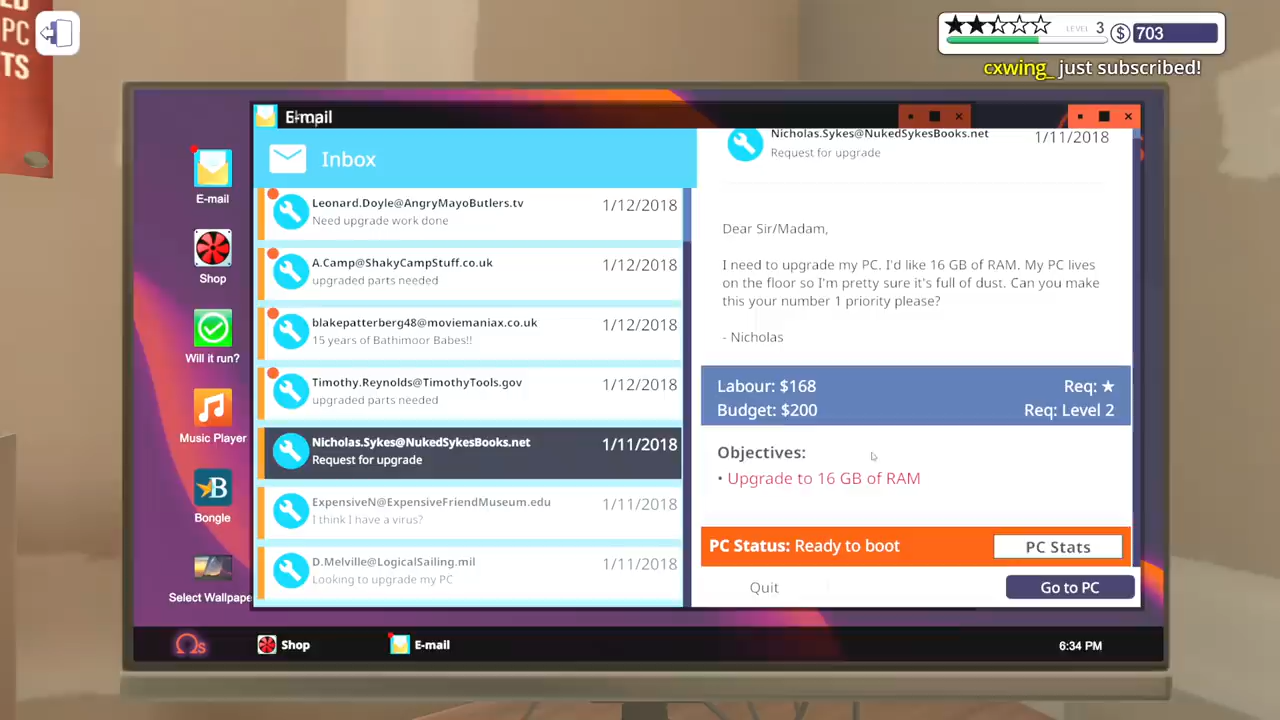 PC
TS
LEVEL 3
$ 703
cxwing_ just subscribed!
E-mail
Inbox
Leonard.Doyle@AngryMayoButlers.tv
Need upgrade work done
1/12/2018
A.Camp@ShakyCampStuff.co.uk
upgraded parts needed
1/12/2018
blakepatterberg48@moviemaniax.co.uk
15 years of Bathimoor Babes!!
1/12/2018
Timothy.Reynolds@TimothyTools.gov
upgraded parts needed
1/12/2018
Nicholas.Sykes@NukedSykesBooks.net
Request for upgrade
1/11/2018
ExpensiveN@ExpensiveFriendMuseum.edu
I think I have a virus?
1/11/2018
D.Melville@LogicalSailing.mil
Looking to upgrade my PC
1/11/2018
Nicholas.Sykes@NukedSykesBooks.net
Request for upgrade
1/11/2018
Dear Sir/Madam,
I need to upgrade my PC. I'd like 16 GB of RAM. My PC lives
on the floor so I'm pretty sure it's full of dust. Can you make
this your number 1 priority please?
- Nicholas
Labour: $168
Req: ★
Budget: $200
Req: Level 2
Objectives:
• Upgrade to 16 GB of RAM
PC Status: Ready to boot
PC Stats
Quit
Go to PC
E-mail
Shop
Will it run?
Music Player
B
Bongle
Select Wallpape
Ωs
Shop
E-mail
6:34 PM